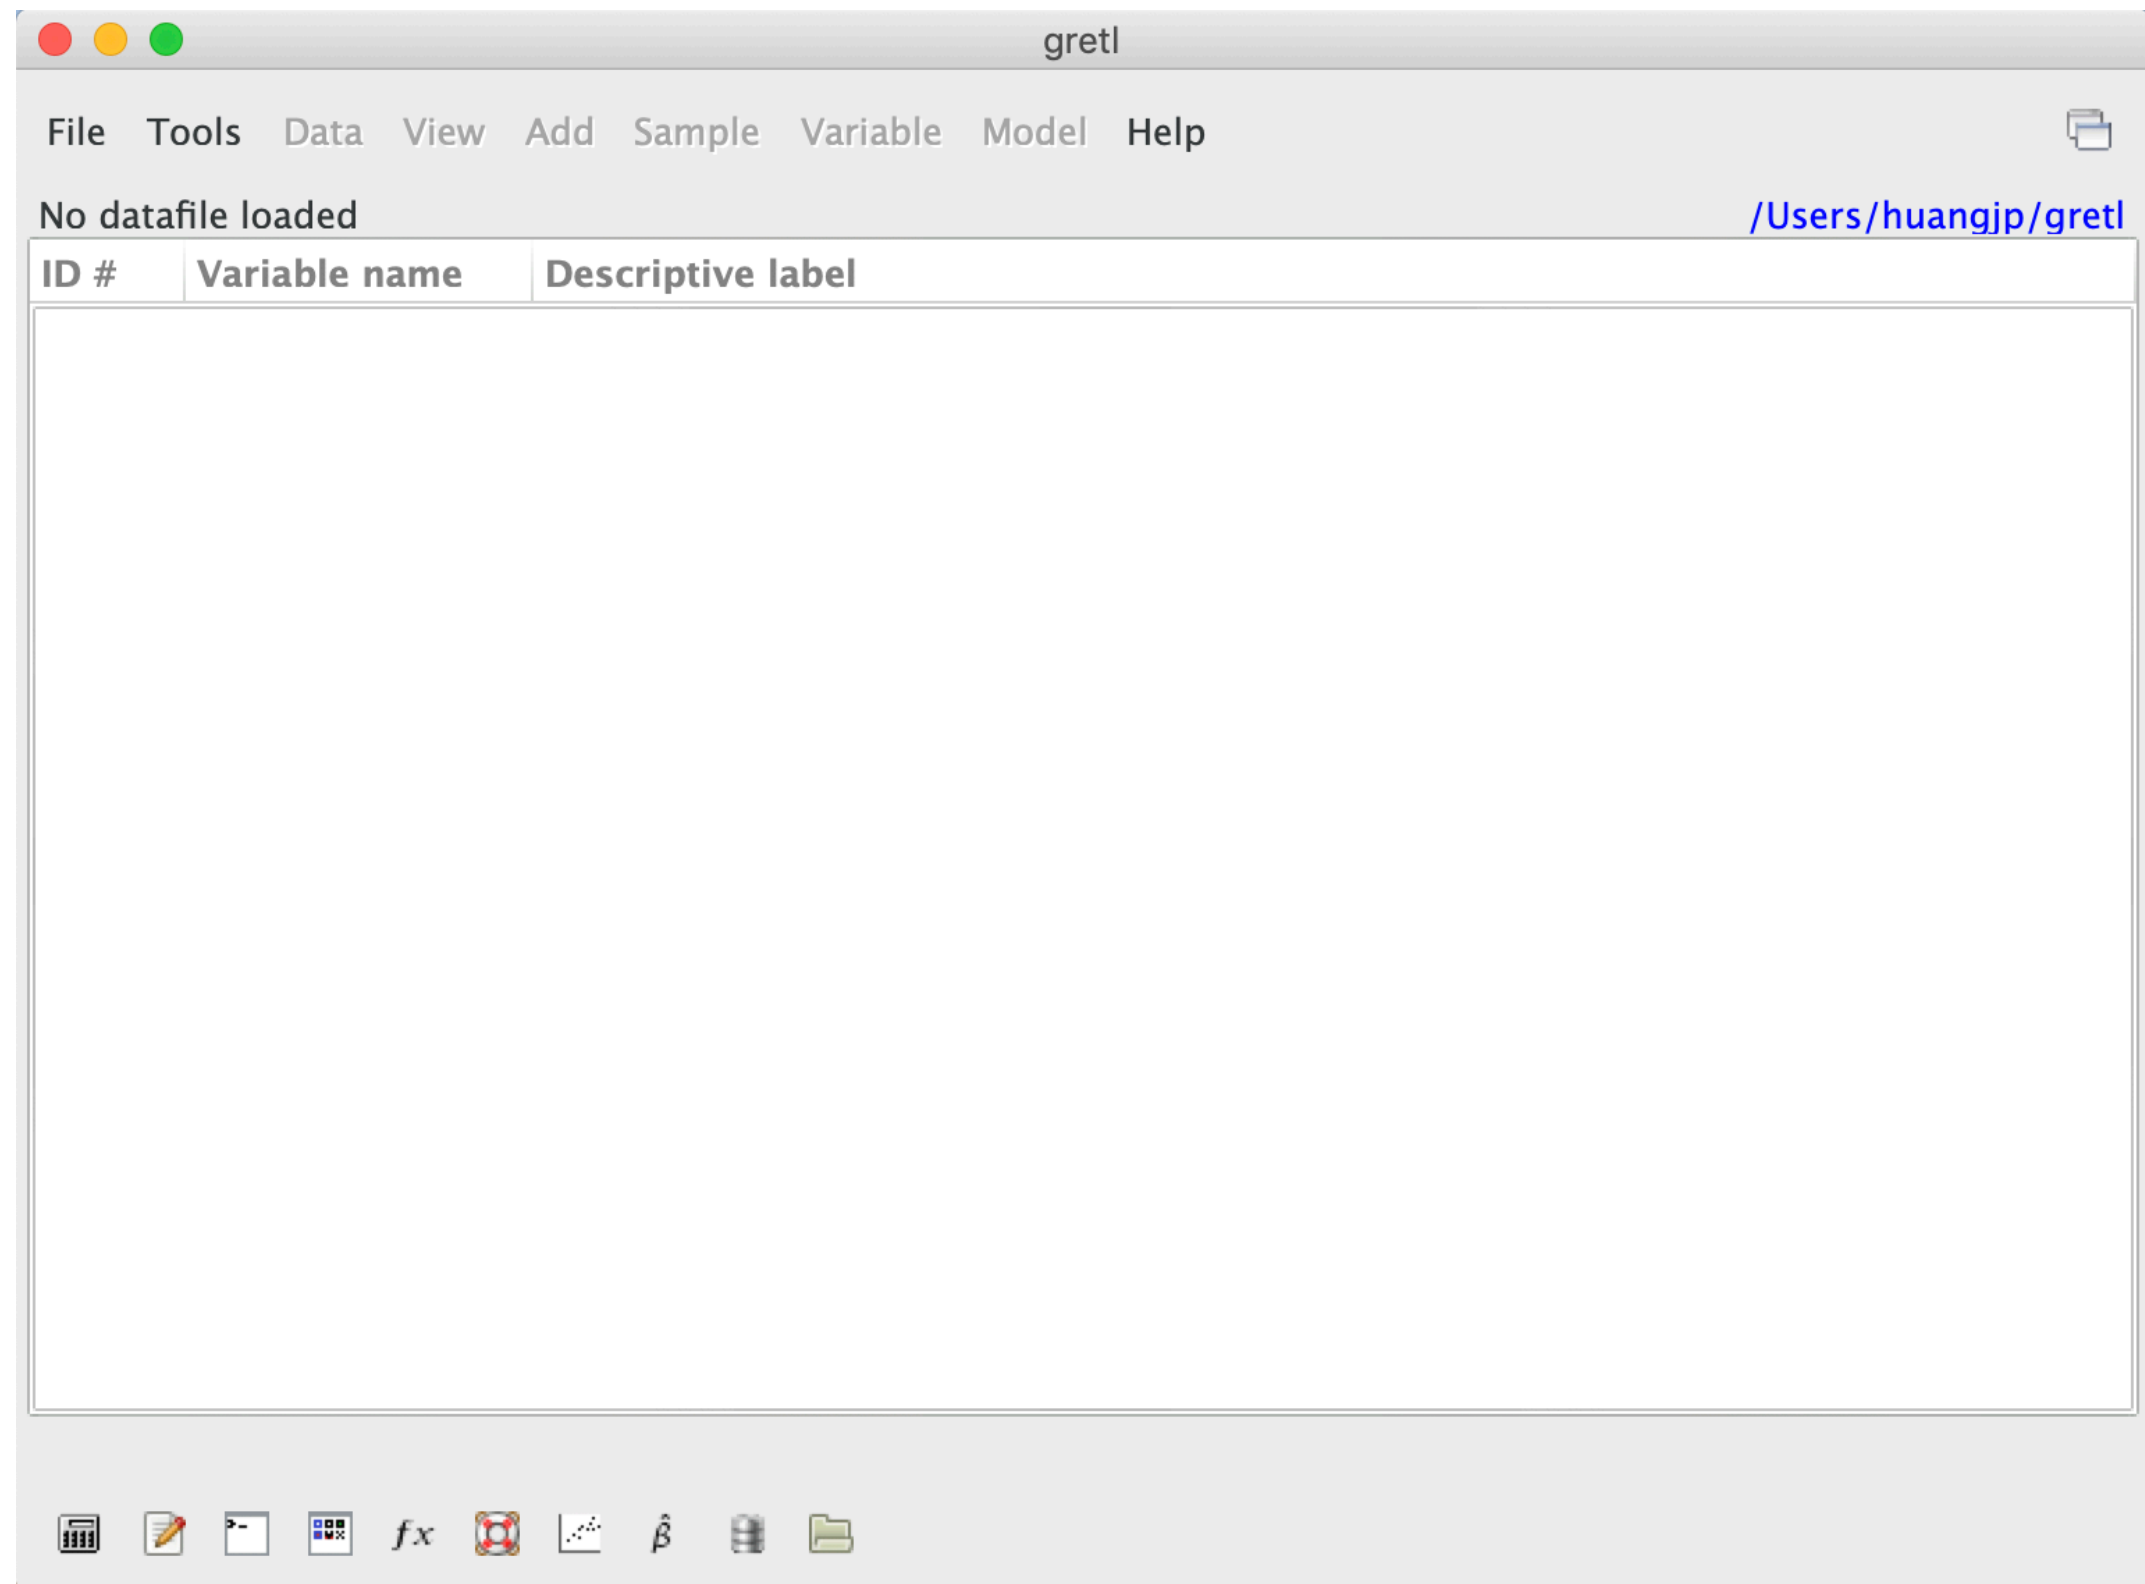 gretl
File Tools Data View Add Sample Variable Model Help
No datafile loaded /Users/huangjp/gretl
ID # Variable name Descriptive label
fx β̂